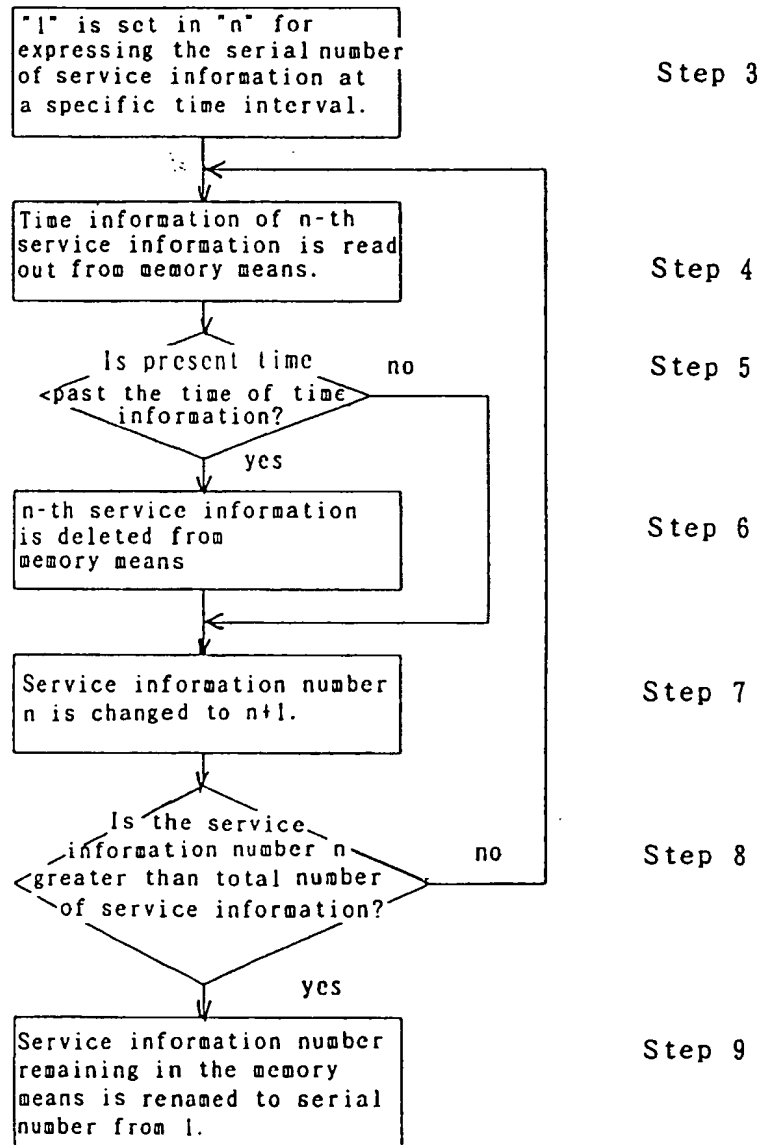 "1" is set in "n" for
expressing the serial number
of service information at
a specific time interval.
Step 3
Time information of n-th
service information is read
out from memory means.
Step 4
Is present time
past the time of time
information?
no
Step 5
yes
n-th service information
is deleted from
memory means
Step 6
Service information number
n is changed to n+1.
Step 7
Is the service
information number n
greater than total number
of service information?
no
Step 8
yes
Service information number
remaining in the memory
means is renamed to serial
number from 1.
Step 9